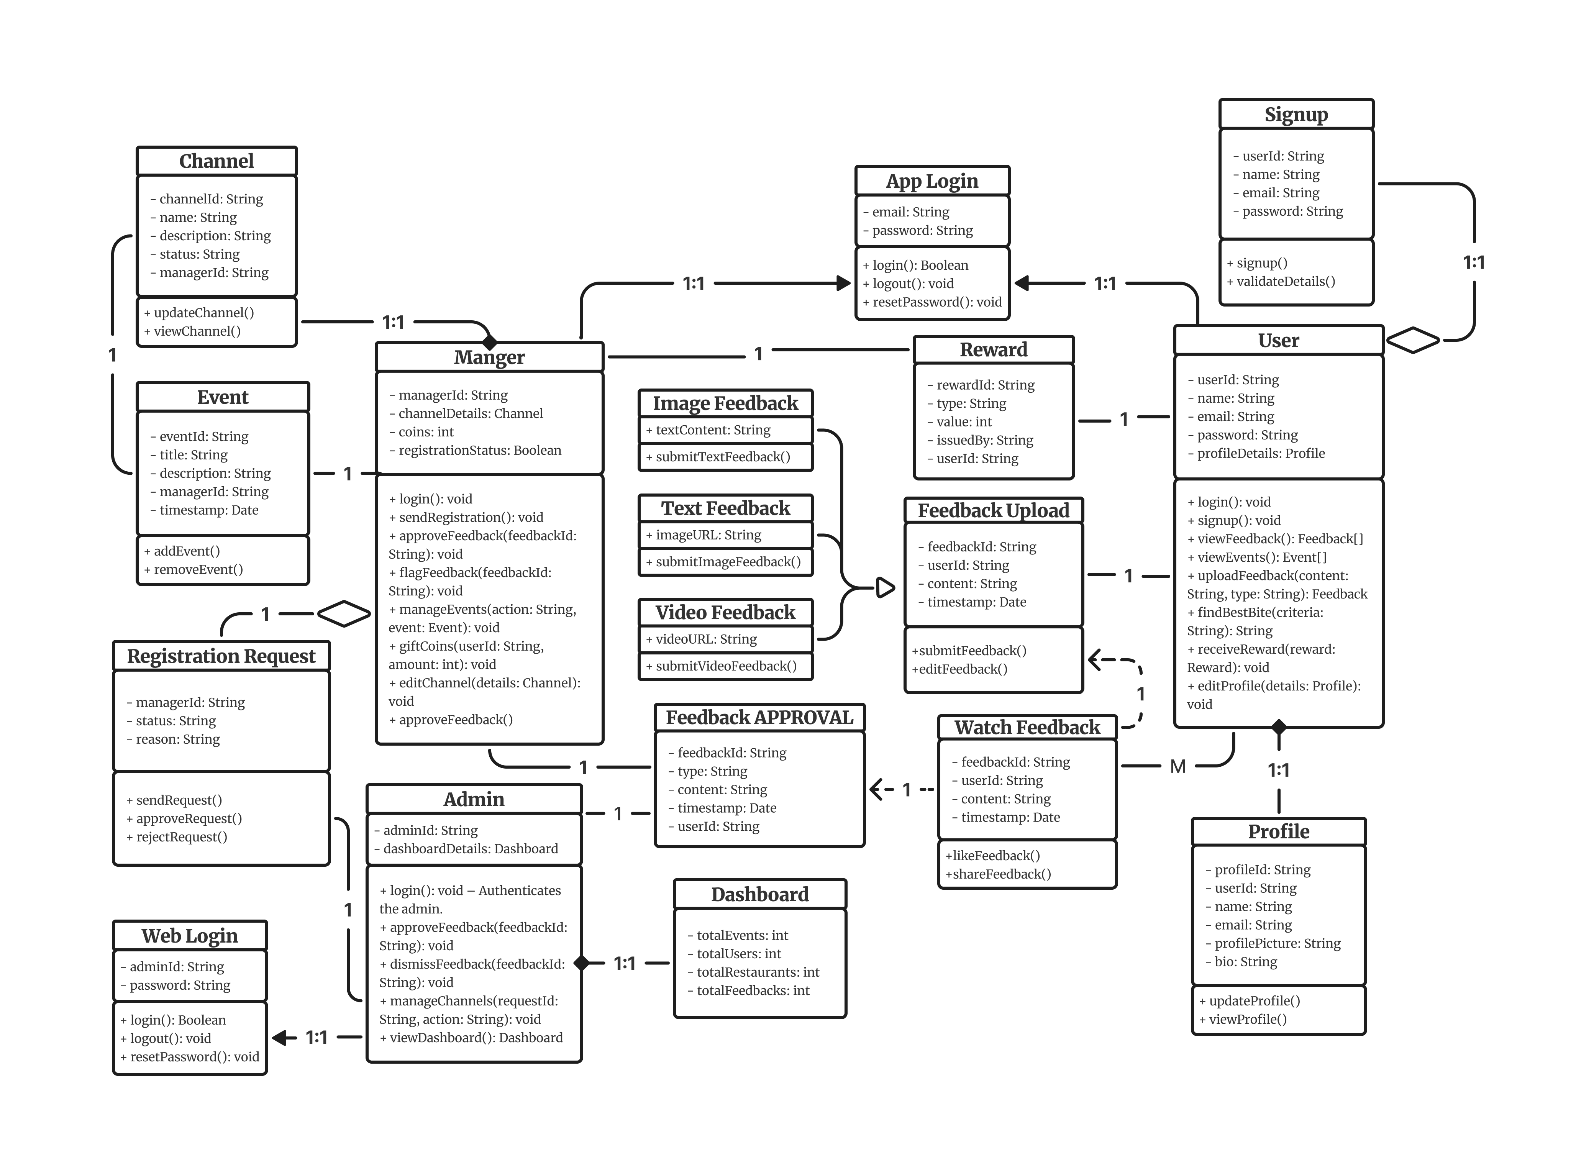 Signup
- userId: String
- name: String
- email: String
- password: String
+ signup()
+ validateDetails()
1:1
Channel
- channelId: String
- name: String
- description: String
- status: String
- managerId: String
+ updateChannel()
+ viewChannel()
1:1
1
App Login
- email: String
- password: String
+ login(): Boolean
+ logout(): void
+ resetPassword(): void
1:1
1:1
Manger
- managerId: String
- channelDetails: Channel
- coins: int
- registrationStatus: Boolean
+ login(): void
+ sendRegistration(): void
+ approveFeedback(feedbackId:
String): void
+ flagFeedback(feedbackId:
String): void
+ manageEvents(action: String,
event: Event): void
+ giftCoins(userId: String,
amount: int): void
+ editChannel(details: Channel):
void
+ approveFeedback()
1
Reward
- rewardId: String
- type: String
- value: int
- issuedBy: String
- userId: String
1
User
- userId: String
- name: String
- email: String
- password: String
- profileDetails: Profile
+ login(): void
+ signup(): void
+ viewFeedback(): Feedback[]
+ viewEvents(): Event[]
+ uploadFeedback(content:
String, type: String): Feedback
+ findBestBite(criteria:
String): String
+ receiveReward(reward:
Reward): void
+ editProfile(details: Profile):
void
Event
- eventId: String
- title: String
- description: String
- managerId: String
- timestamp: Date
+ addEvent()
+ removeEvent()
1
Image Feedback
+ textContent: String
+ submitTextFeedback()
Text Feedback
+ imageURL: String
+ submitImageFeedback()
Video Feedback
+ videoURL: String
+ submitVideoFeedback()
Feedback Upload
- feedbackId: String
- userId: String
- content: String
- timestamp: Date
+submitFeedback()
+editFeedback()
1
1
1
Registration Request
- managerId: String
- status: String
- reason: String
+ sendRequest()
+ approveRequest()
+ rejectRequest()
1
Feedback APPROVAL
- feedbackId: String
- type: String
- content: String
- timestamp: Date
- userId: String
1
1
1
Watch Feedback
- feedbackId: String
- userId: String
- content: String
- timestamp: Date
+likeFeedback()
+shareFeedback()
M
1:1
Admin
- adminId: String
- dashboardDetails: Dashboard
+ login(): void – Authenticates
the admin.
+ approveFeedback(feedbackId:
String): void
+ dismissFeedback(feedbackId:
String): void
+ manageChannels(requestId:
String, action: String): void
+ viewDashboard(): Dashboard
1:1
Dashboard
- totalEvents: int
- totalUsers: int
- totalRestaurants: int
- totalFeedbacks: int
Profile
- profileId: String
- userId: String
- name: String
- email: String
- profilePicture: String
- bio: String
+ updateProfile()
+ viewProfile()
Web Login
- adminId: String
- password: String
+ login(): Boolean
+ logout(): void
+ resetPassword(): void
1:1